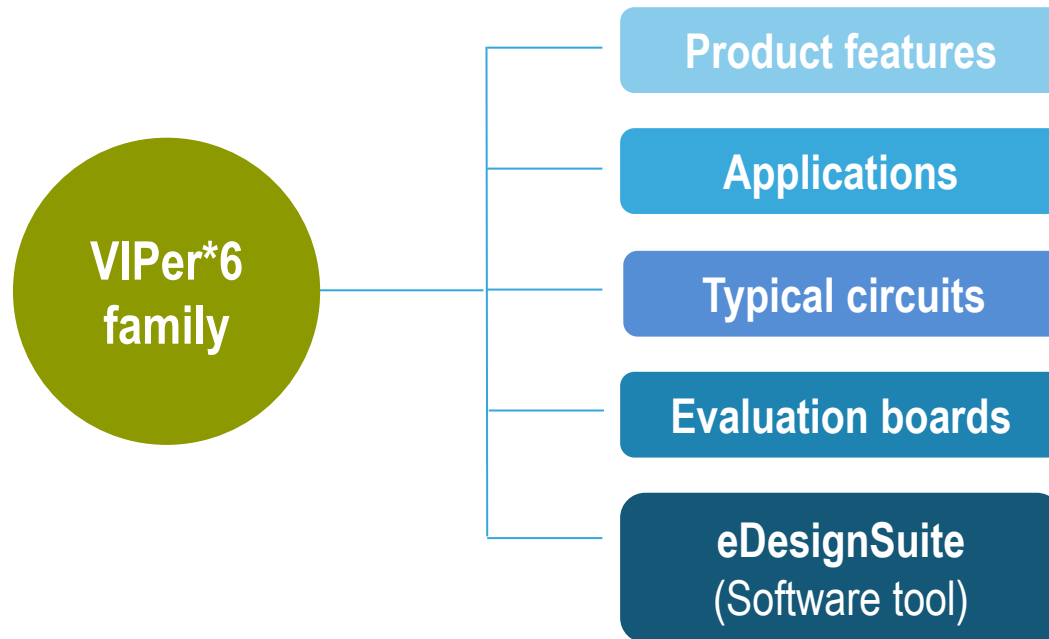 VIPer*6
family
Product features
Applications
Typical circuits
Evaluation boards
eDesignSuite
(Software tool)